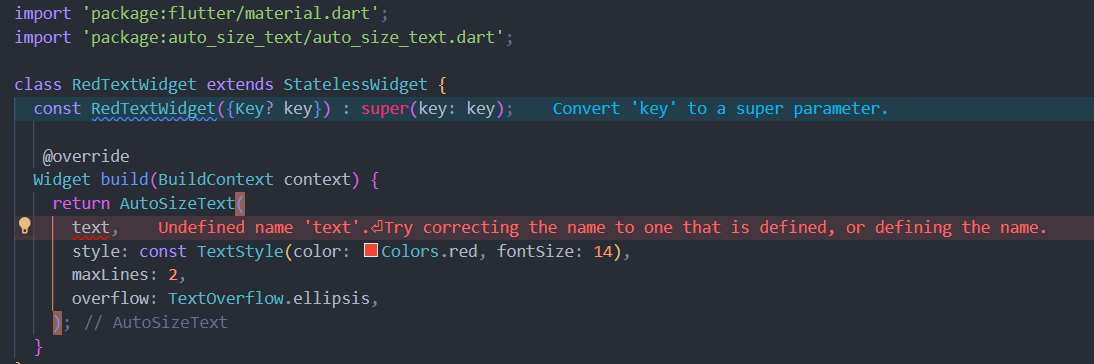 import 'package:flutter/material.dart';
import 'package:auto_size_text/auto_size_text.dart';
class RedTextWidget extends StatelessWidget {
const RedTextWidget({Key? key}) : super(key: key); Convert 'key' to a super parameter.
@override
Widget build(BuildContext context) {
return AutoSizeText(
text, Undefined name 'text'.⏎Try correcting the name to one that is defined, or defining the name.
style: const TextStyle(color: Colors.red, fontSize: 14),
maxLines: 2,
overflow: TextOverflow.ellipsis,
); // AutoSizeText
}